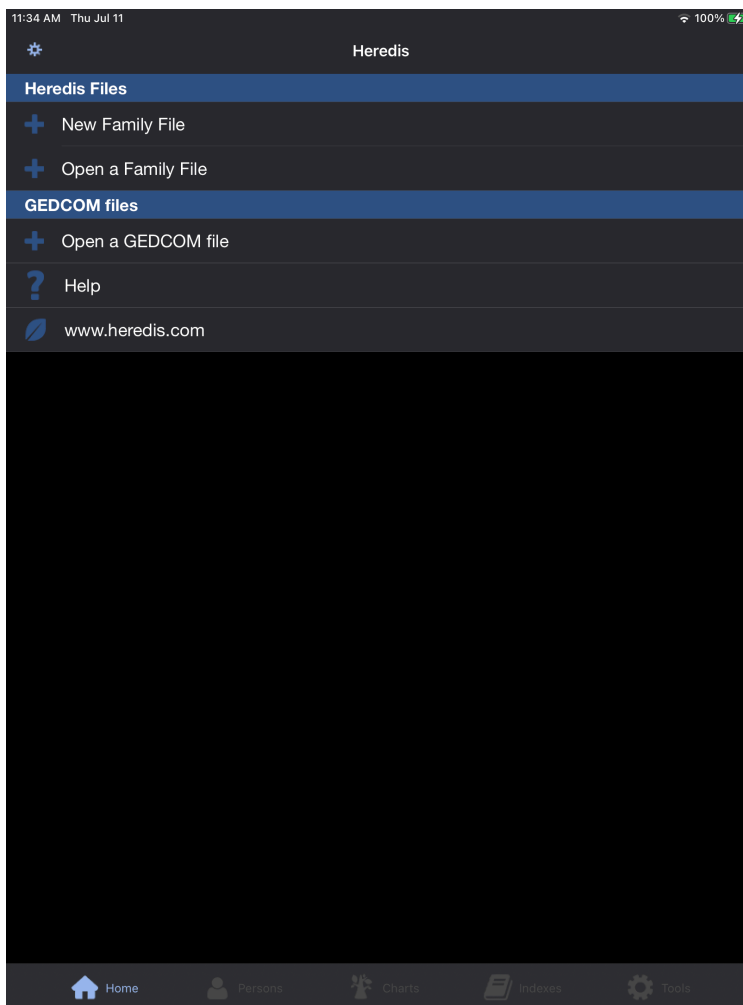 11:34 AM Thu Jul 11 100%
Heredis
Heredis Files
New Family File
Open a Family File
GEDCOM files
Open a GEDCOM file
Help
www.heredis.com
Home Persons Charts Indexes Tools